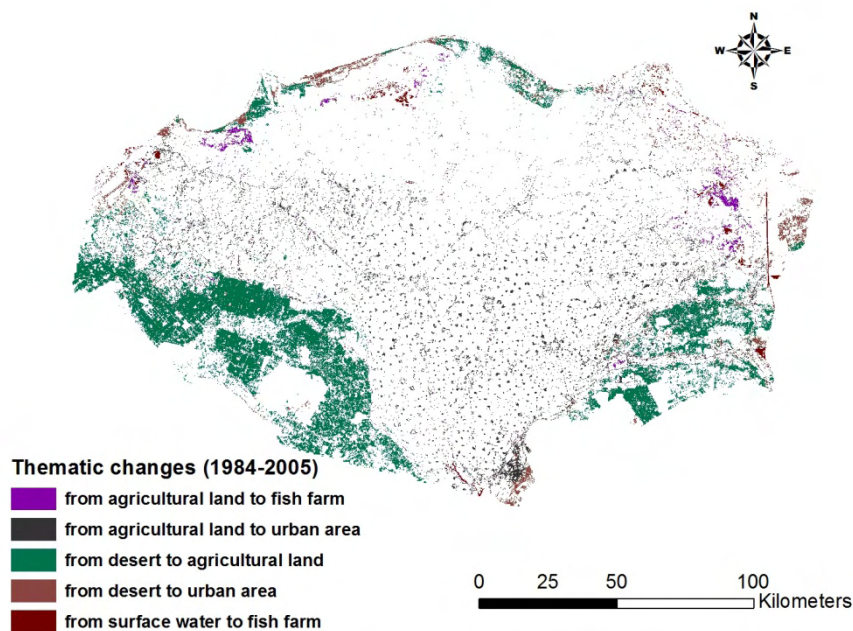 N
W E
S
Thematic changes (1984-2005)
from agricultural land to fish farm
from agricultural land to urban area
from desert to agricultural land
from desert to urban area
from surface water to fish farm
0 25 50 100
Kilometers